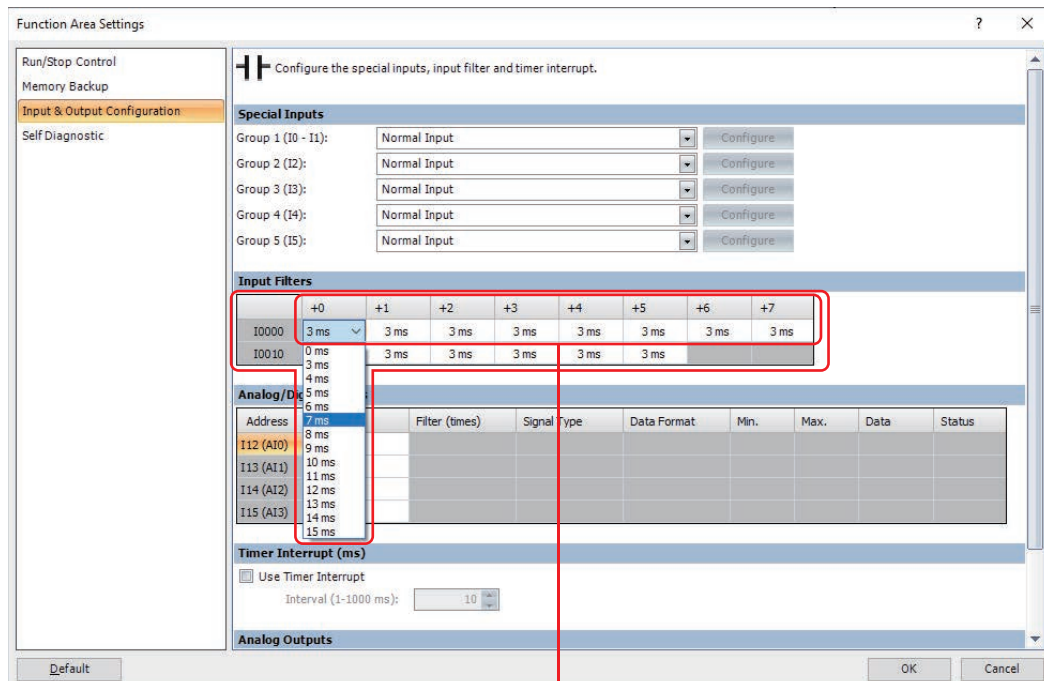 Function Area Settings ? ×
Run/Stop Control
Memory Backup
Input & Output Configuration
Self Diagnostic
Configure the special inputs, input filter and timer interrupt.
Special Inputs
Group 1 (I0 - I1): Normal Input Configure
Group 2 (I2): Normal Input Configure
Group 3 (I3): Normal Input Configure
Group 4 (I4): Normal Input Configure
Group 5 (I5): Normal Input Configure
Input Filters
+0 +1 +2 +3 +4 +5 +6 +7
I0000 3 ms 3 ms 3 ms 3 ms 3 ms 3 ms 3 ms 3 ms
I0010 3 ms 3 ms 3 ms 3 ms 3 ms
0 ms
3 ms
4 ms
5 ms
6 ms
7 ms
8 ms
9 ms
10 ms
11 ms
12 ms
13 ms
14 ms
15 ms
Address Filter (times) Signal Type Data Format Min. Max. Data Status
I12 (AI0)
I13 (AI1)
I14 (AI2)
I15 (AI3)
Timer Interrupt (ms)
Use Timer Interrupt
Interval (1-1000 ms): 10
Analog Outputs
Default OK Cancel